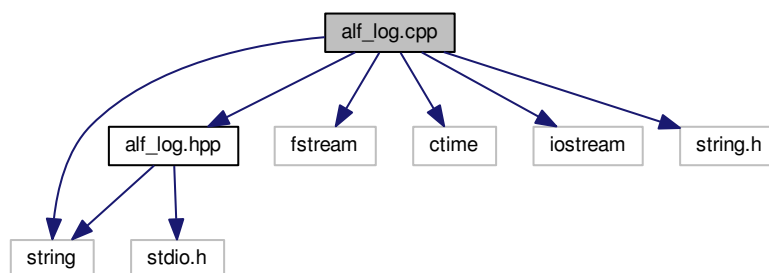 alf_log.cpp
alf_log.hpp
fstream
ctime
iostream
string.h
string
stdio.h